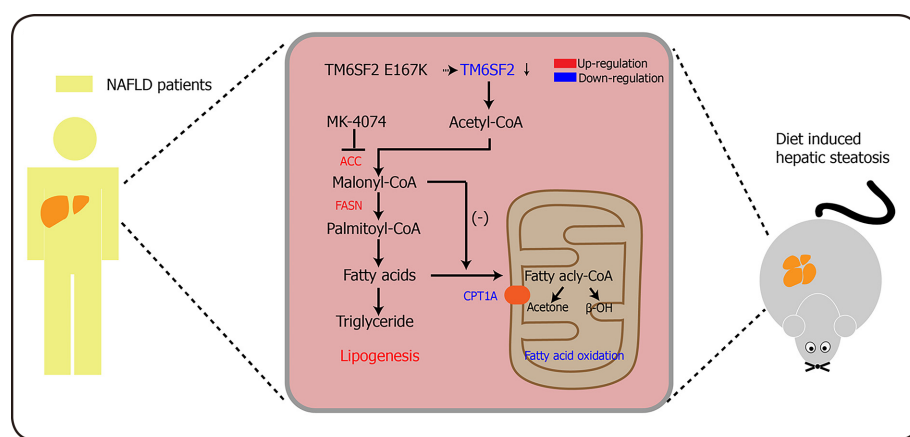 NAFLD patients
TM6SF2 E167K TM6SF2 ↓
Up-regulation
Down-regulation
MK-4074
Acetyl-CoA
ACC
Malonyl-CoA
FASN
(-)
Palmitoyl-CoA
Fatty acids
Fatty acly-CoA
CPT1A
Acetone
β-OH
Triglyceride
Lipogenesis
Fatty acid oxidation
Diet induced
hepatic steatosis